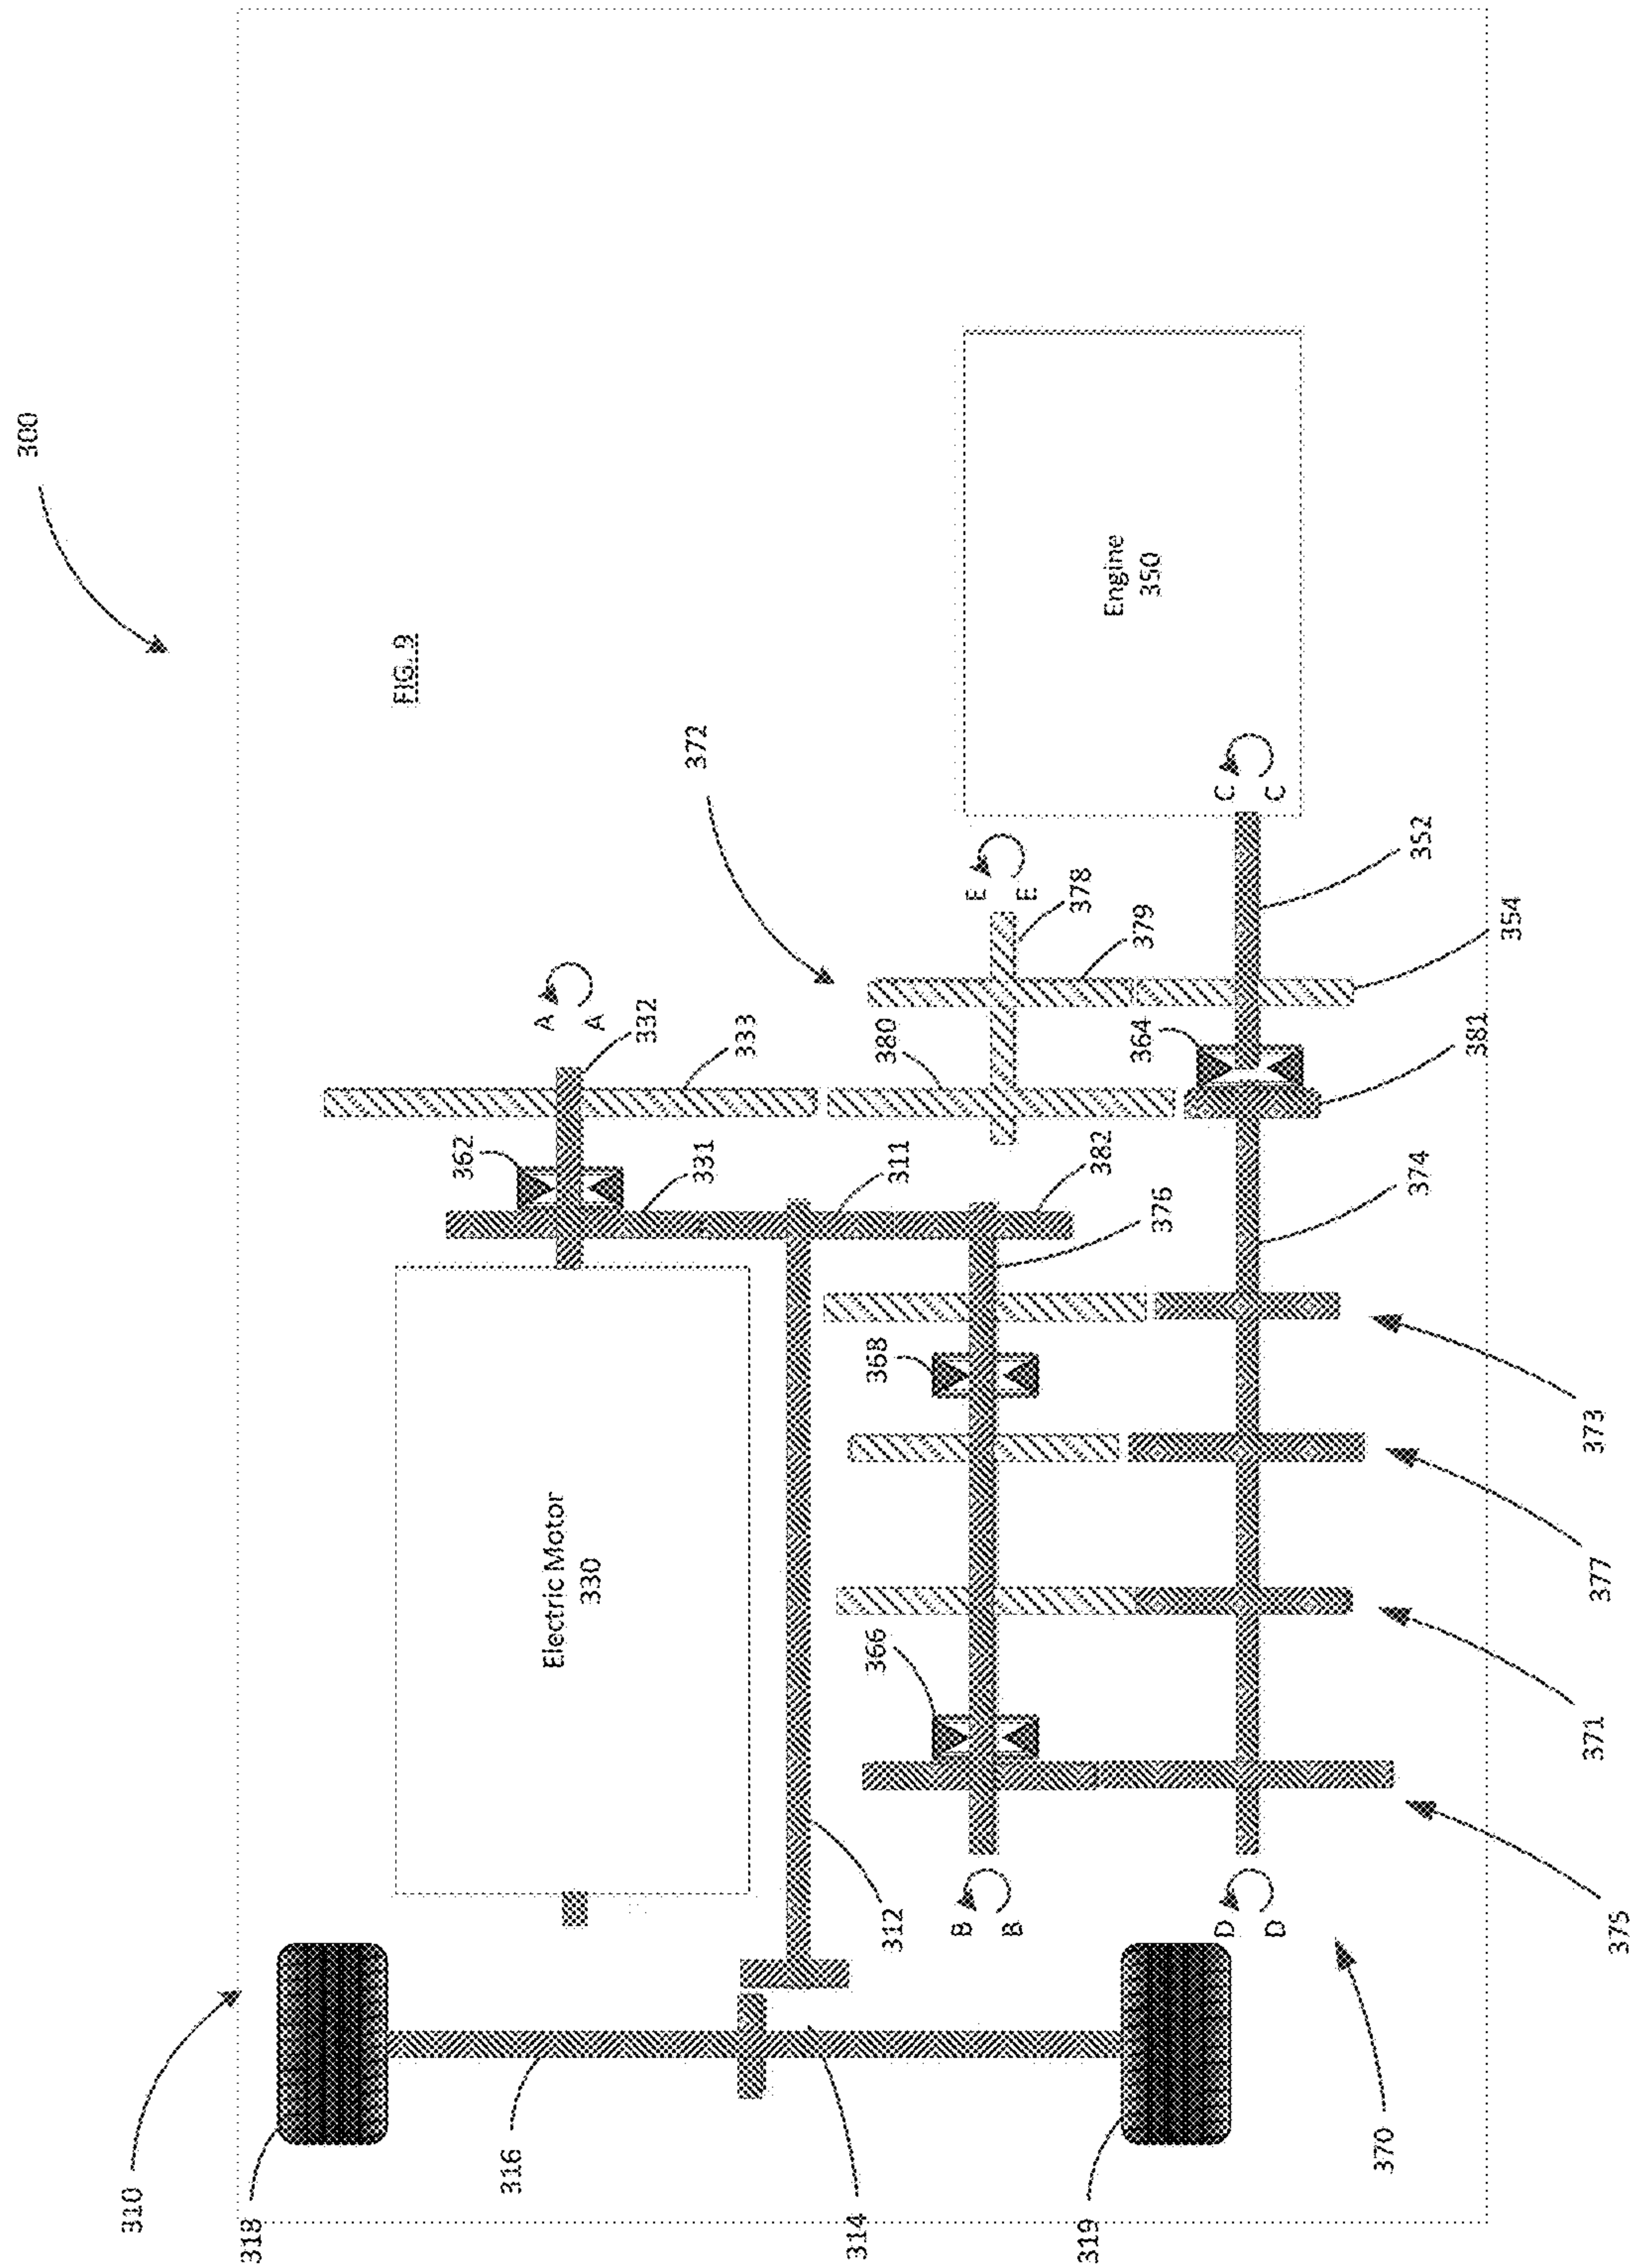 300
FIG. 9
310
318
316
314
319
312
Electric Motor
330
Engine
350
372
A
A
332
333
362
331
311
382
376
380
E
E
378
379
364
C
C
352
354
381
374
368
366
373
377
371
375
B
B
D
D
370